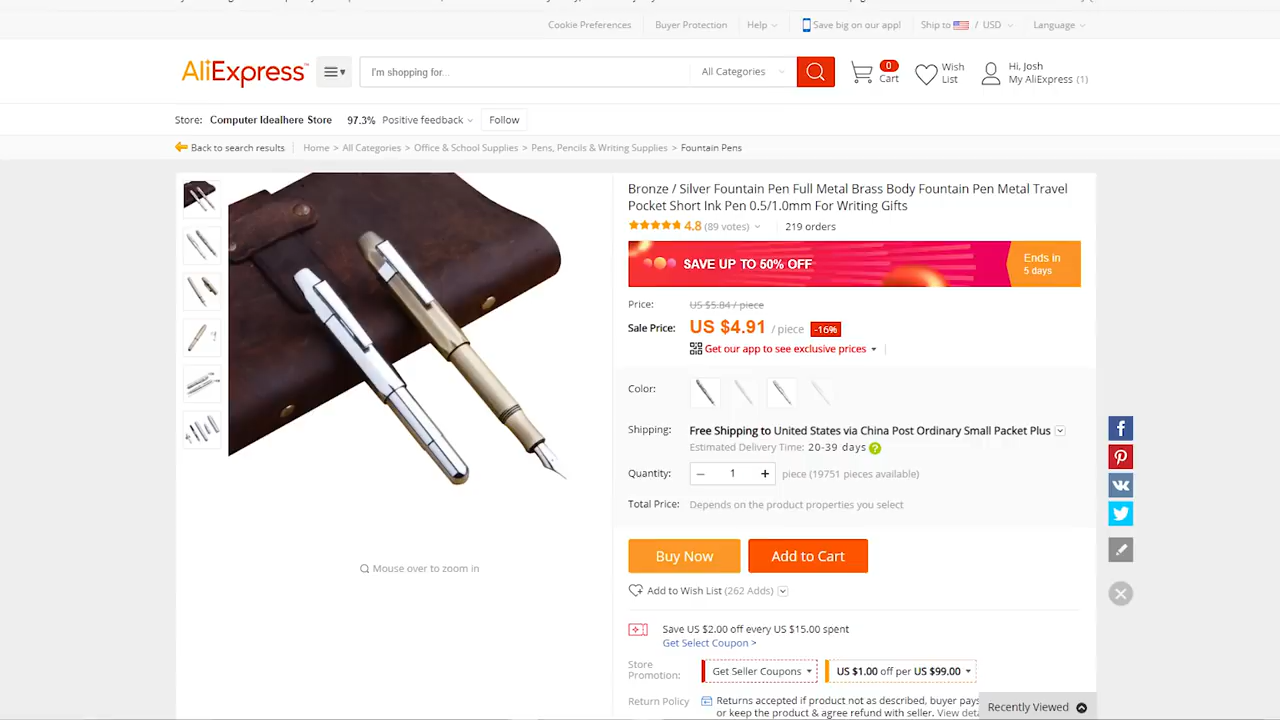 Cookie Preferences
Buyer Protection
Help
Save big on our app!
Ship to / USD
Language
AliExpress™
I'm shopping for...
All Categories
0
Cart
Wish
List
Hi, Josh
My AliExpress (1)
Store: Computer Idealhere Store 97.3% Positive feedback Follow
Back to search results Home > All Categories > Office & School Supplies > Pens, Pencils & Writing Supplies > Fountain Pens
Bronze / Silver Fountain Pen Full Metal Brass Body Fountain Pen Metal Travel
Pocket Short Ink Pen 0.5/1.0mm For Writing Gifts
4.8 (89 votes) 219 orders
SAVE UP TO 50% OFF
Ends in
5 days
Price: US $5.84 / piece
Sale Price: US $4.91 / piece -16%
Get our app to see exclusive prices
Color:
Shipping: Free Shipping to United States via China Post Ordinary Small Packet Plus
Estimated Delivery Time: 20-39 days
Quantity: 1 piece (19751 pieces available)
Total Price: Depends on the product properties you select
Buy Now
Add to Cart
Mouse over to zoom in
Add to Wish List (262 Adds)
Save US $2.00 off every US $15.00 spent
Get Select Coupon >
Store
Promotion:
Get Seller Coupons
US $1.00 off per US $99.00
Return Policy
Returns accepted if product not as described, buyer pays
or keep the product & agree refund with seller. View
Recently Viewed